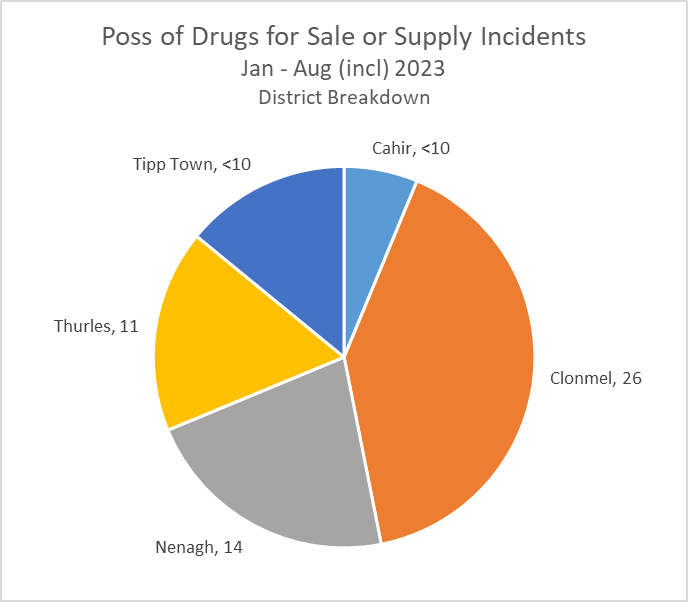 Poss of Drugs for Sale or Supply Incidents
Jan - Aug (incl) 2023
District Breakdown
Cahir, <10
Tipp Town, <10
Thurles, 11
Clonmel, 26
Nenagh, 14